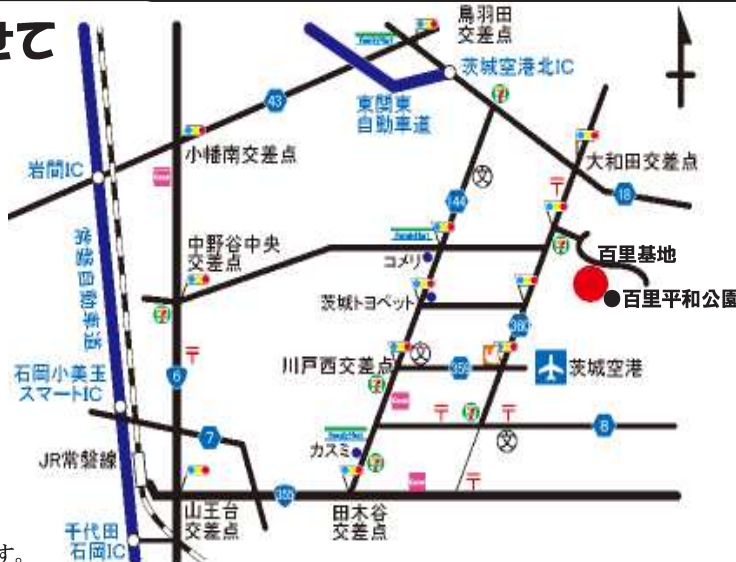 せて
鳥羽田
交差点
FamilyMart
茨城空港北IC
43
東関東
自動車道
小幡南交差点
大和田交差点
岩間IC
18
144
中野谷中央
交差点
FamilyMart
コメリ
百里基地
●百里平和公園
常磐自動車道
茨城トヨペット
360
6
川戸西交差点
359
茨城空港
石岡小美玉
スマートIC
7
8
FamilyMart
カスミ
JR常磐線
355
山王台
交差点
田木谷
交差点
千代田
石岡IC
す。